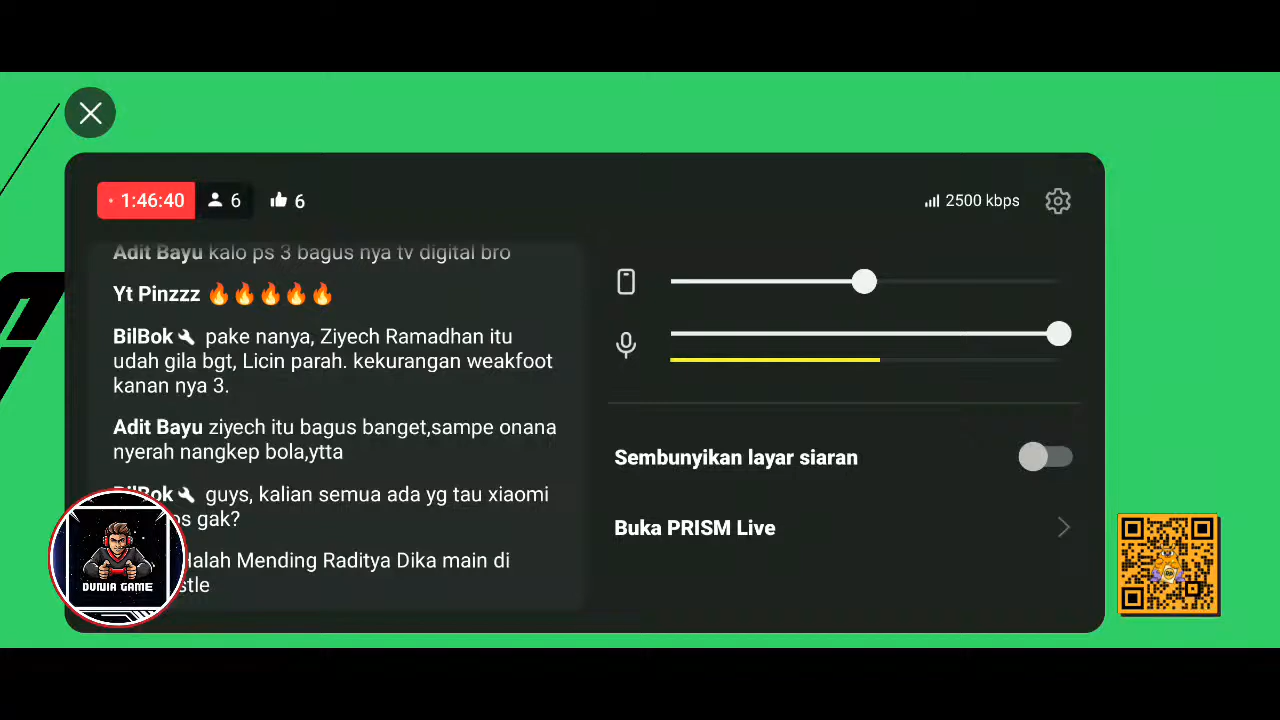 1:46:40 6 6
2500 kbps
Adit Bayu kalo ps 3 bagus nya tv digital bro
Yt Pinzzz 🔥🔥🔥🔥🔥
BilBok pake nanya, Ziyech Ramadhan itu
udah gila bgt, Licin parah. kekurangan weakfoot
kanan nya 3.
Adit Bayu ziyech itu bagus banget,sampe onana
nyerah nangkep bola,ytta
BilBok guys, kalian semua ada yg tau xiaomi
gak?
Mending Raditya Dika main di
DUNIA GAME
Sembunyikan layar siaran
Buka PRISM Live